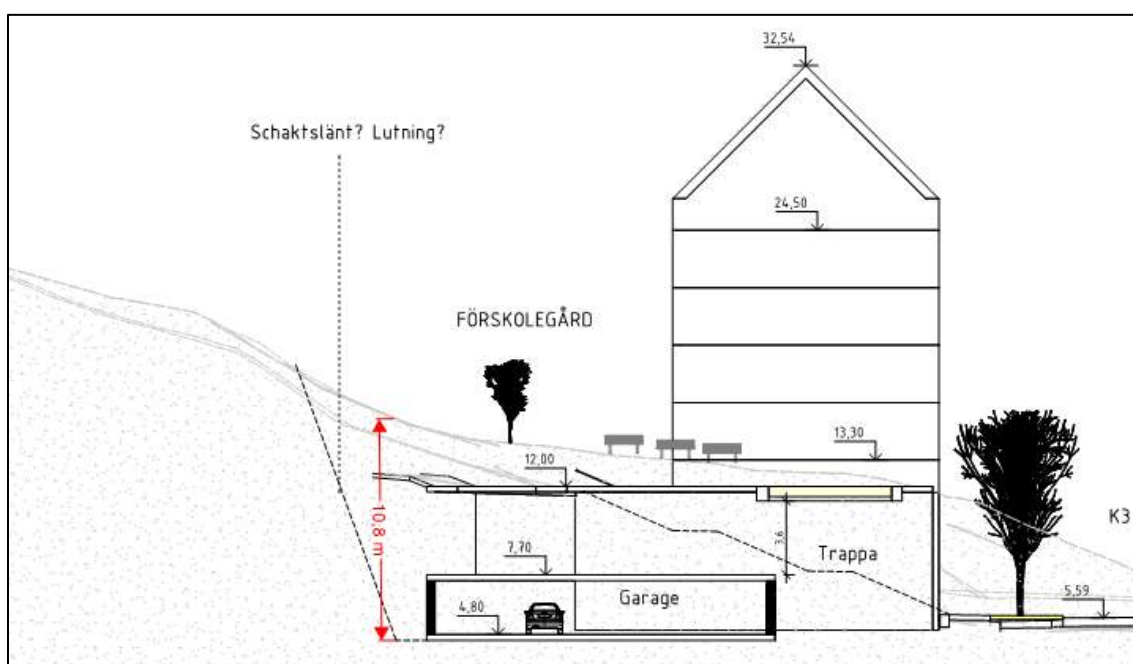 32,54
Schaktslänt? Lutning?
24,50
FÖRSKOLEGÅRD
13,30
12,00
K3
10.8 m
3,6
Trappa
7,70
Garage
4,80
5,59